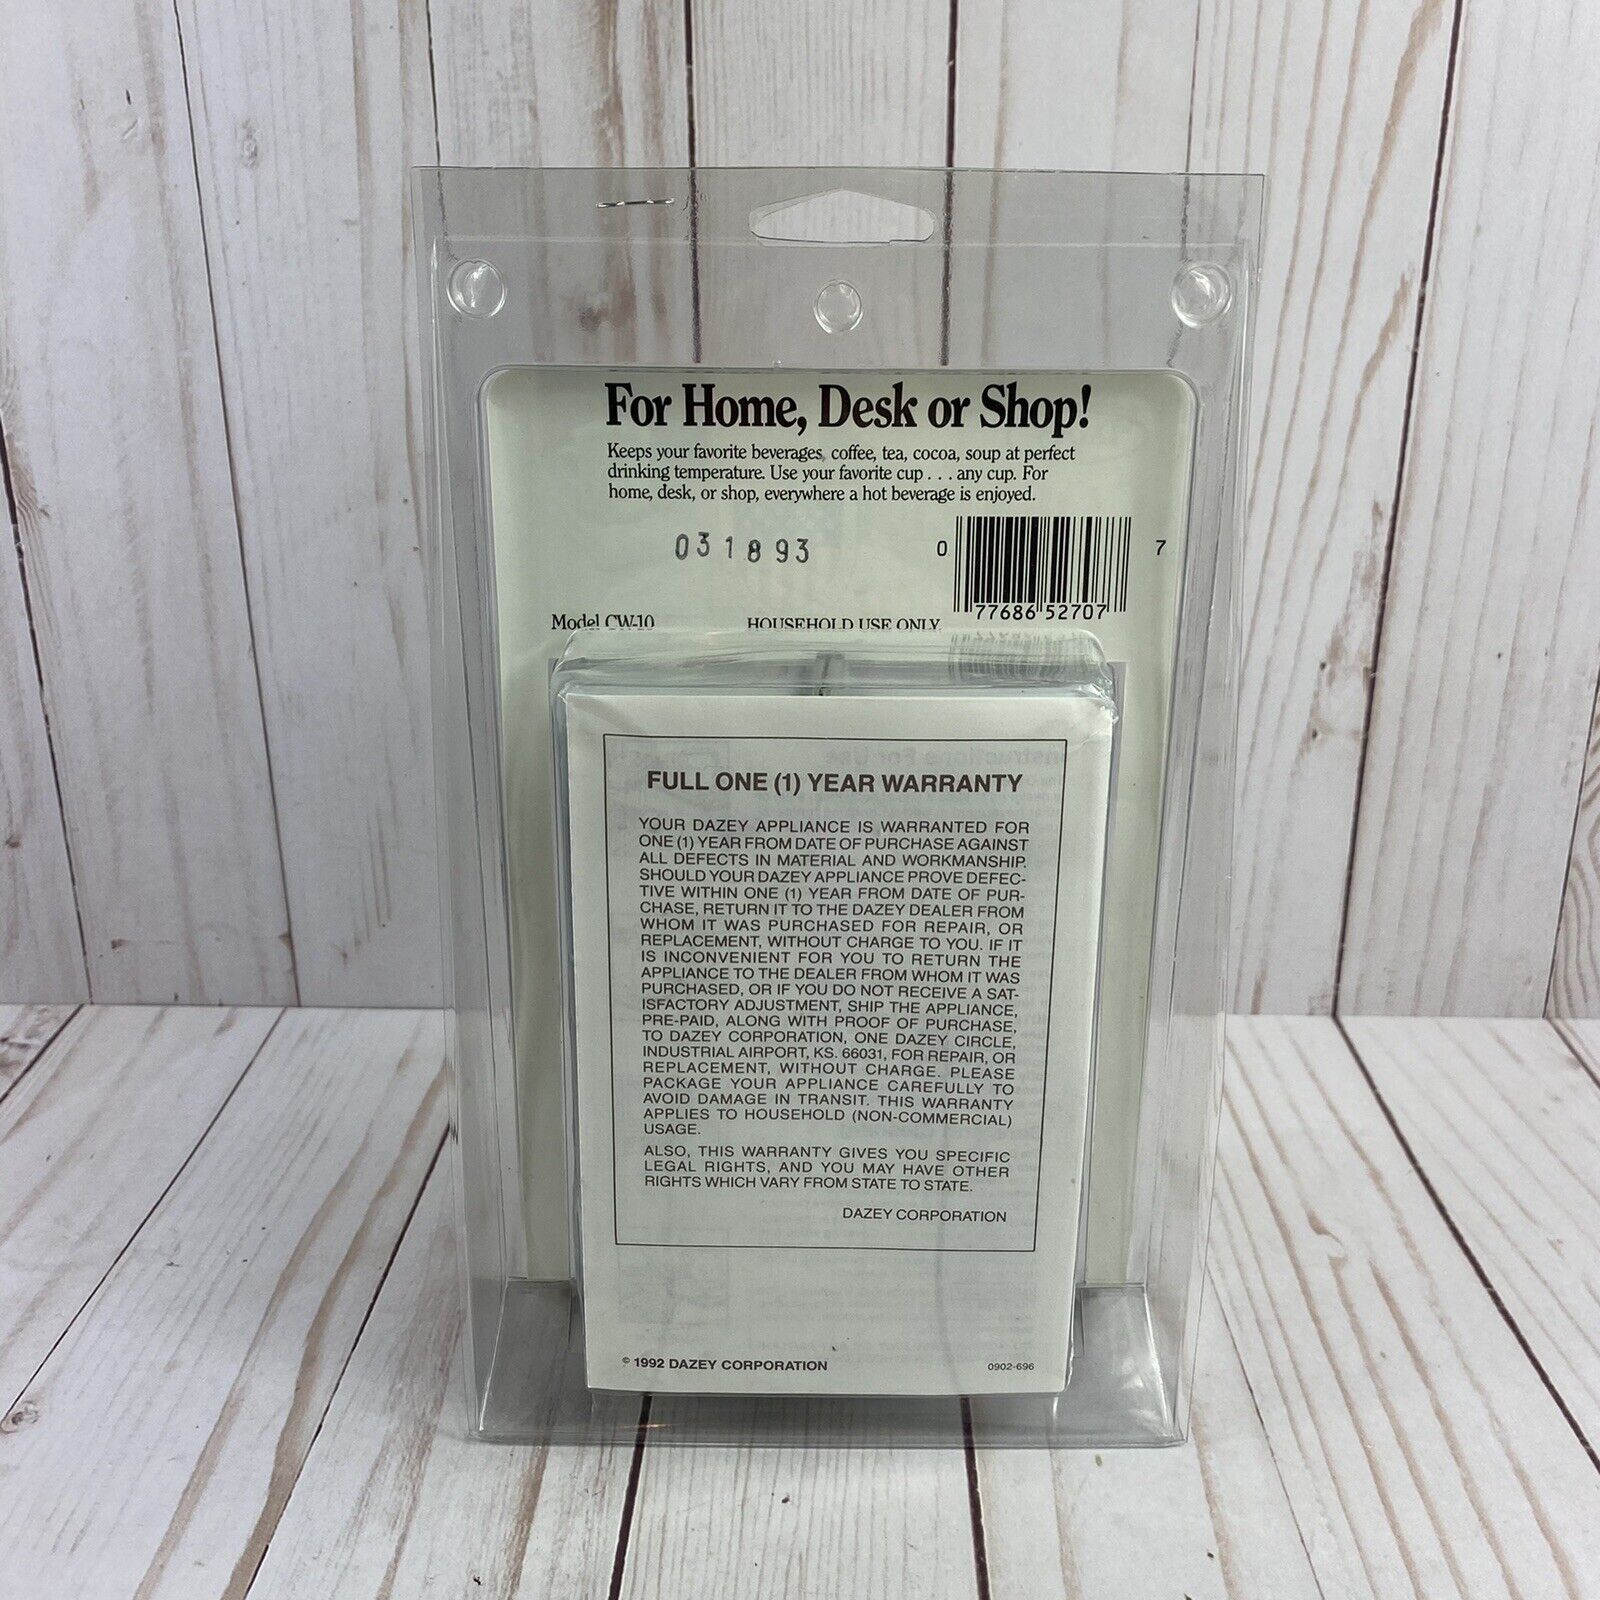 For Home, Desk or Shop!
Keeps your favorite beverages, coffee, tea, cocoa, soup at perfect
drinking temperature. Use your favorite cup . . . any cup. For
home, desk, or shop, everywhere a hot beverage is enjoyed.
031893
0 77686 52707 7
Model CW-10 HOUSEHOLD USE ONLY
FULL ONE (1) YEAR WARRANTY
YOUR DAZEY APPLIANCE IS WARRANTED FOR
ONE (1) YEAR FROM DATE OF PURCHASE AGAINST
ALL DEFECTS IN MATERIAL AND WORKMANSHIP.
SHOULD YOUR DAZEY APPLIANCE PROVE DEFEC-
TIVE WITHIN ONE (1) YEAR FROM DATE OF PUR-
CHASE, RETURN IT TO THE DAZEY DEALER FROM
WHOM IT WAS PURCHASED FOR REPAIR, OR
REPLACEMENT, WITHOUT CHARGE TO YOU. IF IT
IS INCONVENIENT FOR YOU TO RETURN THE
APPLIANCE TO THE DEALER FROM WHOM IT WAS
PURCHASED, OR IF YOU DO NOT RECEIVE A SAT-
ISFACTORY ADJUSTMENT, SHIP THE APPLIANCE,
PRE-PAID, ALONG WITH PROOF OF PURCHASE,
TO DAZEY CORPORATION, ONE DAZEY CIRCLE,
INDUSTRIAL AIRPORT, KS. 66031, FOR REPAIR, OR
REPLACEMENT, WITHOUT CHARGE. PLEASE
PACKAGE YOUR APPLIANCE CAREFULLY TO
AVOID DAMAGE IN TRANSIT. THIS WARRANTY
APPLIES TO HOUSEHOLD (NON-COMMERCIAL)
USAGE.
ALSO, THIS WARRANTY GIVES YOU SPECIFIC
LEGAL RIGHTS, AND YOU MAY HAVE OTHER
RIGHTS WHICH VARY FROM STATE TO STATE.
DAZEY CORPORATION
© 1992 DAZEY CORPORATION 0902-696